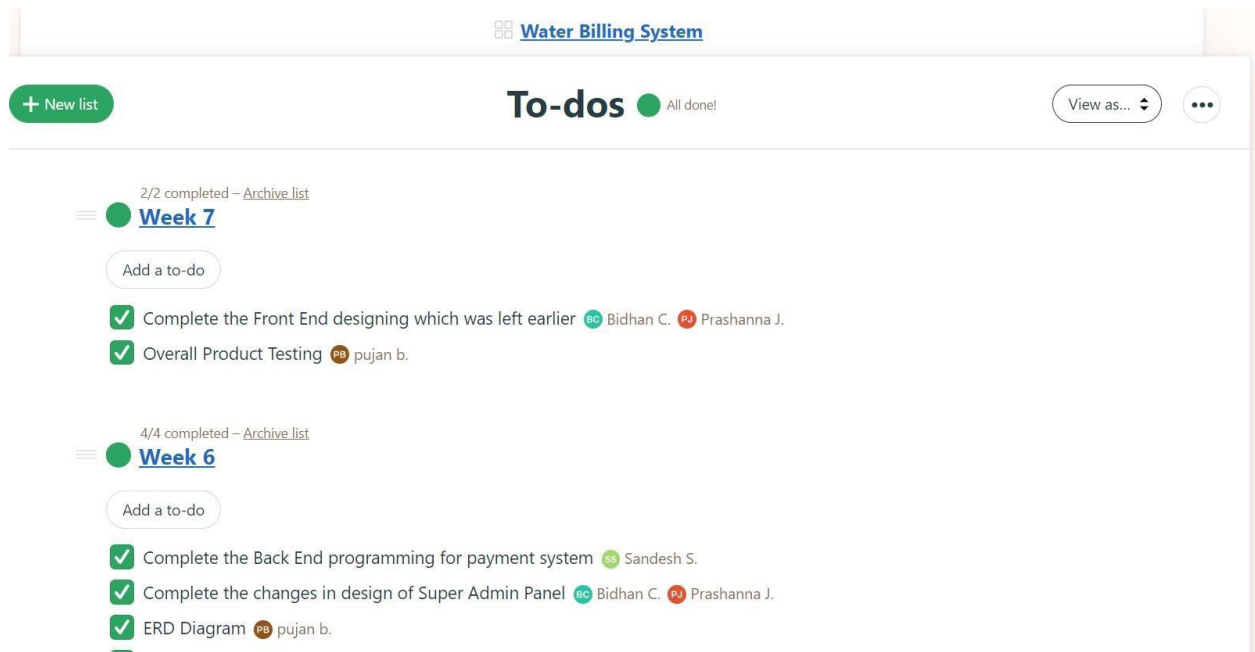 Water Billing System
+ New list
To-dos
All done!
View as...
2/2 completed – Archive list
Week 7
Add a to-do
Complete the Front End designing which was left earlier BC Bidhan C. PJ Prashanna J.
Overall Product Testing PB pujan b.
4/4 completed – Archive list
Week 6
Add a to-do
Complete the Back End programming for payment system SS Sandesh S.
Complete the changes in design of Super Admin Panel BC Bidhan C. PJ Prashanna J.
ERD Diagram PB pujan b.